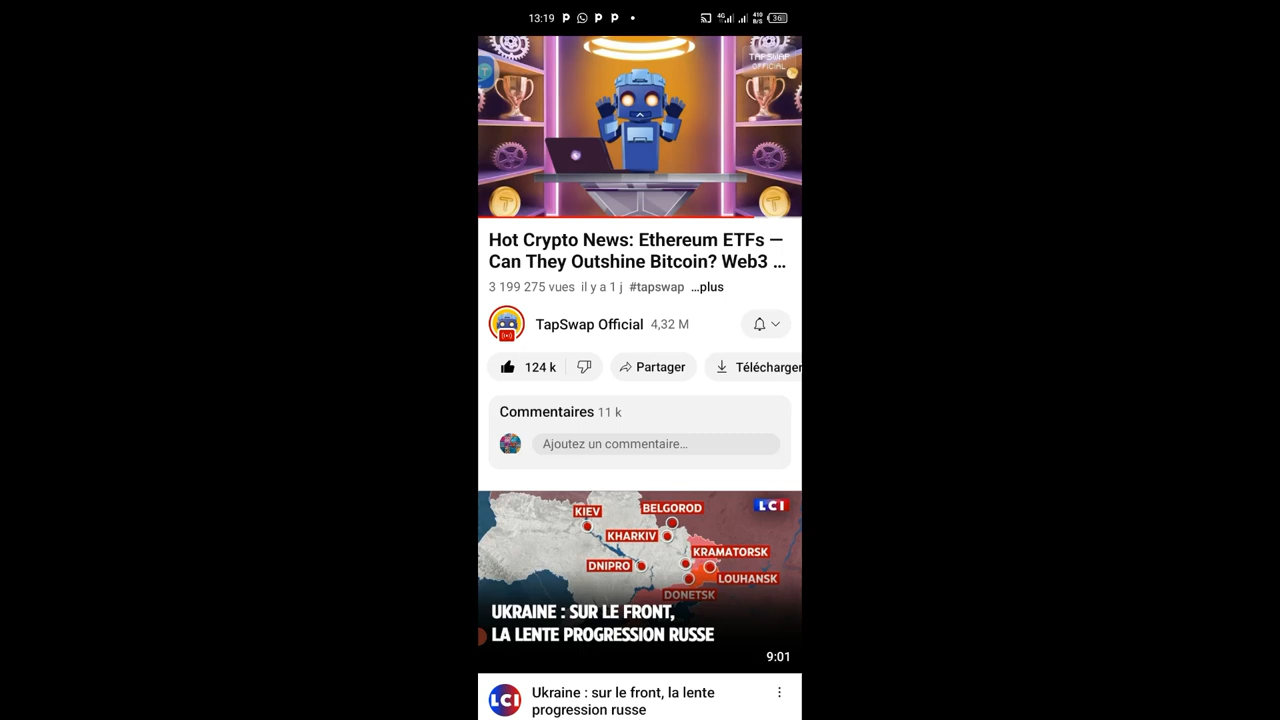 13:19
4G
410
B/S
36
TAPSWAP
OFFICIAL
Hot Crypto News: Ethereum ETFs —
Can They Outshine Bitcoin? Web3 ...
3 199 275 vues il y a 1 j #tapswap ...plus
TapSwap Official 4,32 M
124 k
Partager
Télécharger
Commentaires 11 k
Ajoutez un commentaire...
LCI
KIEV
BELGOROD
KHARKIV
KRAMATORSK
DNIPRO
LOUHANSK
DONETSK
UKRAINE : SUR LE FRONT,
LA LENTE PROGRESSION RUSSE
9:01
LCI
Ukraine : sur le front, la lente
progression russe